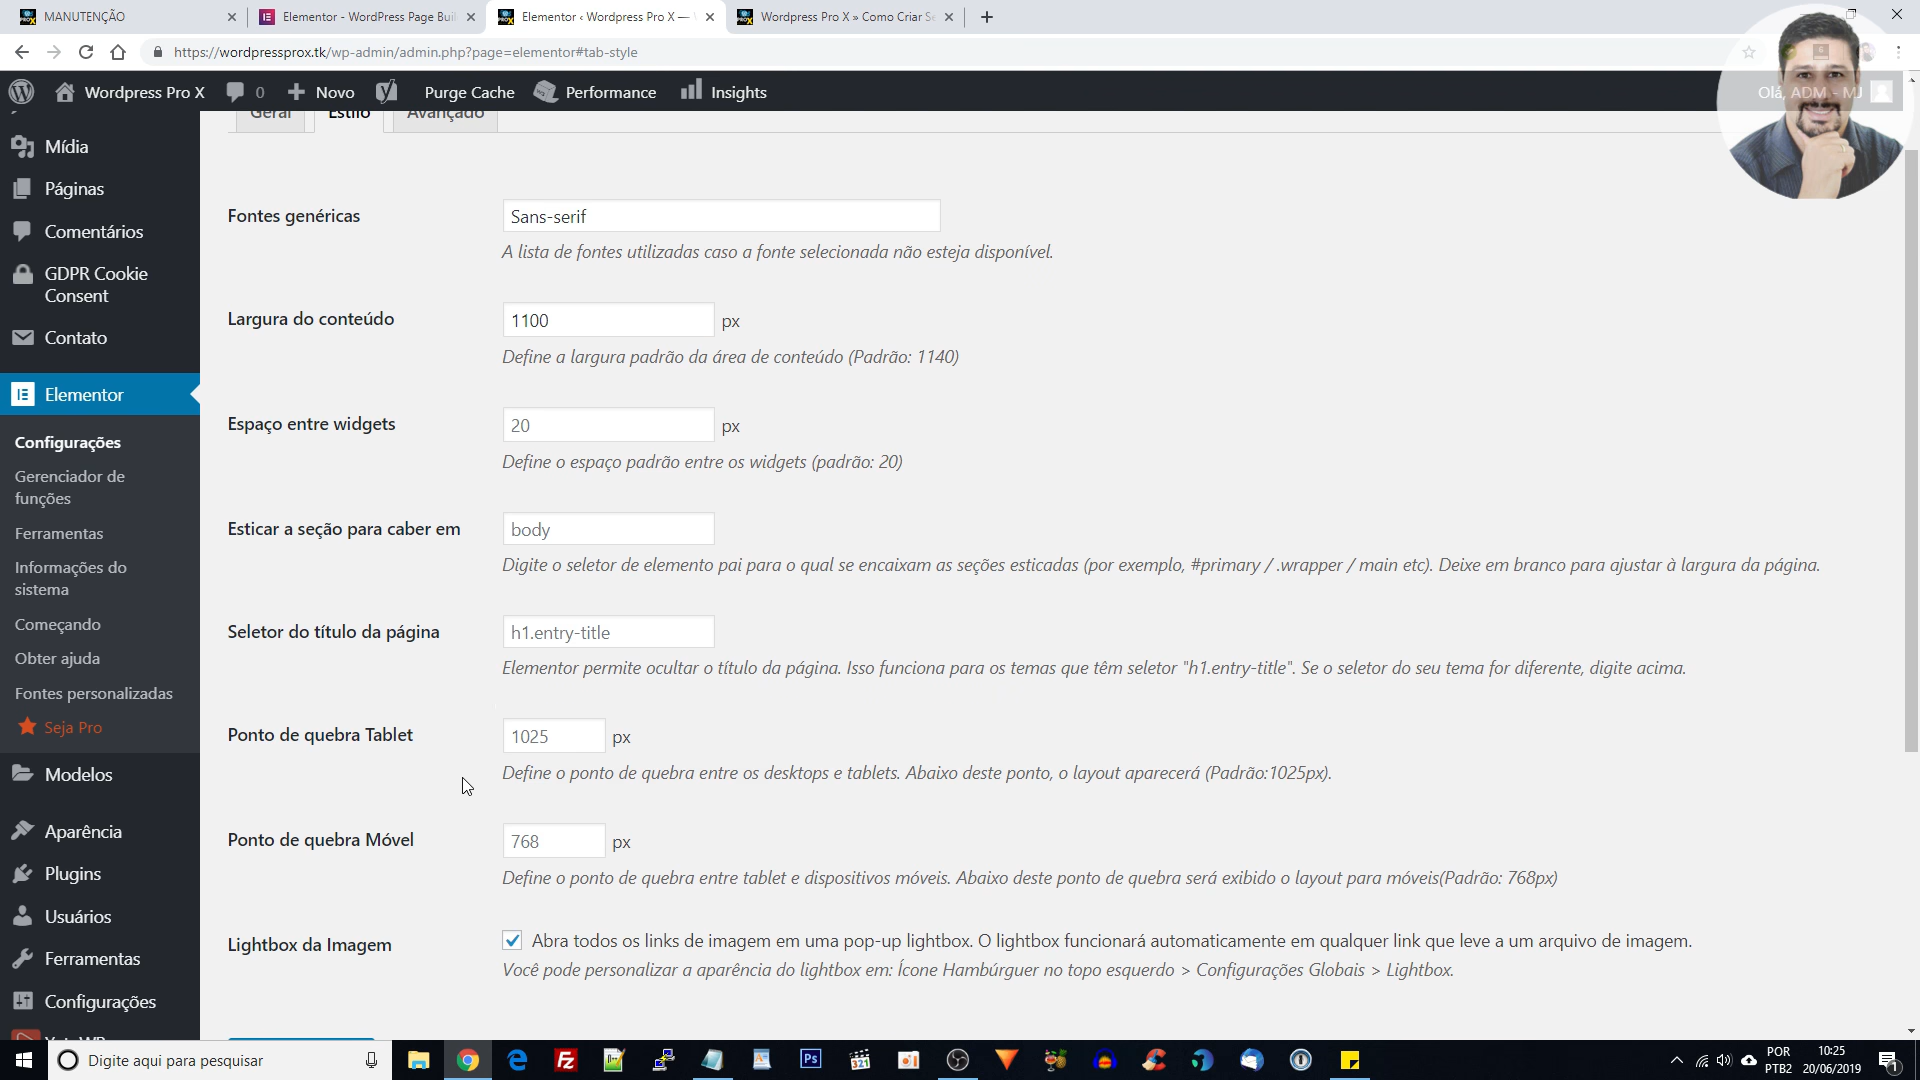 MANUTENÇÃO
Elementor - WordPress Page Buil
Elementor ‹ Wordpress Pro X —
Wordpress Pro X » Como Criar Se
https://wordpressprox.tk/wp-admin/admin.php?page=elementor#tab-style
Wordpress Pro X
0
Novo
Purge Cache
Performance
Insights
Olá, ADM - MJ
Geral
Estilo
Avançado
Mídia
Páginas
Comentários
GDPR Cookie
Consent
Contato
Elementor
Configurações
Gerenciador de
funções
Ferramentas
Informações do
sistema
Começando
Obter ajuda
Fontes personalizadas
Seja Pro
Modelos
Aparência
Plugins
Usuários
Ferramentas
Configurações
Fontes genéricas
Sans-serif
A lista de fontes utilizadas caso a fonte selecionada não esteja disponível.
Largura do conteúdo
1100 px
Define a largura padrão da área de conteúdo (Padrão: 1140)
Espaço entre widgets
20 px
Define o espaço padrão entre os widgets (padrão: 20)
Esticar a seção para caber em
body
Digite o seletor de elemento pai para o qual se encaixam as seções esticadas (por exemplo, #primary / .wrapper / main etc). Deixe em branco para ajustar à largura da página.
Seletor do título da página
h1.entry-title
Elementor permite ocultar o título da página. Isso funciona para os temas que têm seletor "h1.entry-title". Se o seletor do seu tema for diferente, digite acima.
Ponto de quebra Tablet
1025 px
Define o ponto de quebra entre os desktops e tablets. Abaixo deste ponto, o layout aparecerá (Padrão:1025px).
Ponto de quebra Móvel
768 px
Define o ponto de quebra entre tablet e dispositivos móveis. Abaixo deste ponto de quebra será exibido o layout para móveis(Padrão: 768px)
Lightbox da Imagem
Abra todos os links de imagem em uma pop-up lightbox. O lightbox funcionará automaticamente em qualquer link que leve a um arquivo de imagem.
Você pode personalizar a aparência do lightbox em: Ícone Hambúrguer no topo esquerdo > Configurações Globais > Lightbox.
Digite aqui para pesquisar
Ps
321
POR
PTB2
10:25
20/06/2019
1